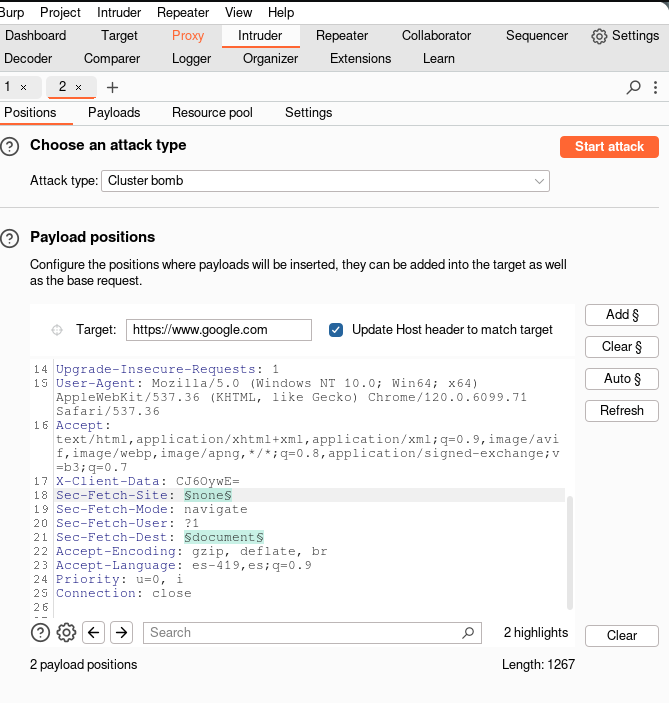 Burp Project Intruder Repeater View Help
Dashboard Target Proxy Intruder Repeater Collaborator Sequencer Settings
Decoder Comparer Logger Organizer Extensions Learn
1 × 2 × +
Positions Payloads Resource pool Settings
? Choose an attack type Start attack
Attack type: Cluster bomb
? Payload positions
Configure the positions where payloads will be inserted, they can be added into the target as well
as the base request.
Target: https://www.google.com Update Host header to match target
Add §
Clear §
Auto §
Refresh
14 Upgrade-Insecure-Requests: 1
15 User-Agent: Mozilla/5.0 (Windows NT 10.0; Win64; x64)
AppleWebKit/537.36 (KHTML, like Gecko) Chrome/120.0.6099.71
Safari/537.36
16 Accept:
text/html,application/xhtml+xml,application/xml;q=0.9,image/avi
f,image/webp,image/apng,*/*;q=0.8,application/signed-exchange;v
=b3;q=0.7
17 X-Client-Data: CJ6OywE=
18 Sec-Fetch-Site: §none§
19 Sec-Fetch-Mode: navigate
20 Sec-Fetch-User: ?1
21 Sec-Fetch-Dest: §document§
22 Accept-Encoding: gzip, deflate, br
23 Accept-Language: es-419,es;q=0.9
24 Priority: u=0, i
25 Connection: close
26
? Search 2 highlights Clear
2 payload positions Length: 1267